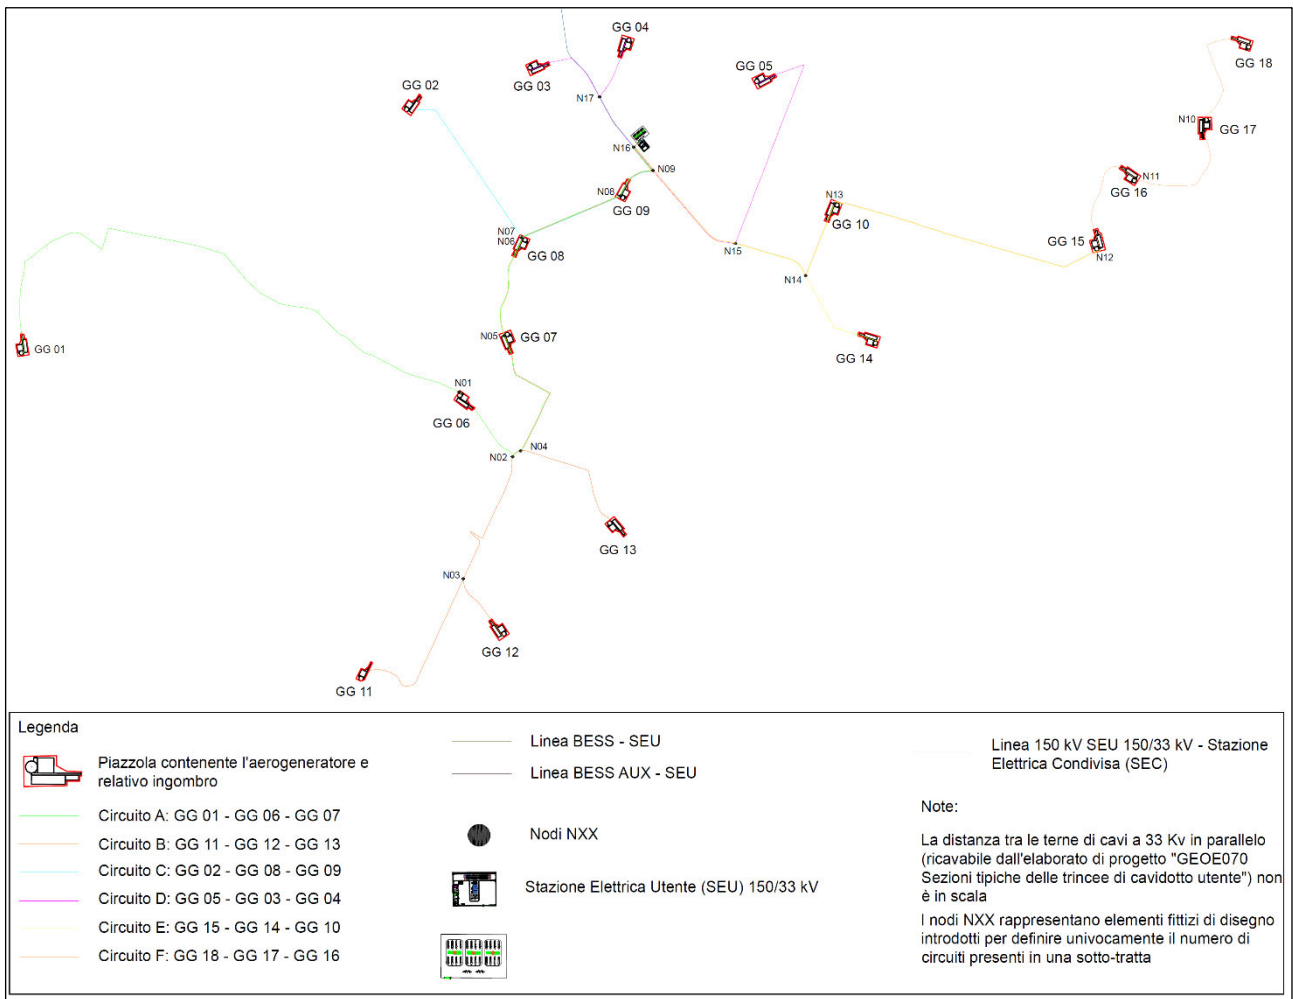 GG 04
GG 18
GG 03
GG 05
GG 02
N17
N10
GG 17
N16
N09
N11
GG 16
N08
GG 09
N13
GG 10
N07
N06
GG 08
N15
GG 15
N12
N14
N05
GG 07
GG 14
GG 01
N01
GG 06
N04
N02
GG 13
N03
GG 12
GG 11
Legenda
Piazzola contenente l'aerogeneratore e
relativo ingombro
Circuito A: GG 01 - GG 06 - GG 07
Circuito B: GG 11 - GG 12 - GG 13
Circuito C: GG 02 - GG 08 - GG 09
Circuito D: GG 05 - GG 03 - GG 04
Circuito E: GG 15 - GG 14 - GG 10
Circuito F: GG 18 - GG 17 - GG 16
Linea BESS - SEU
Linea BESS AUX - SEU
Nodi NXX
Stazione Elettrica Utente (SEU) 150/33 kV
Linea 150 kV SEU 150/33 kV - Stazione
Elettrica Condivisa (SEC)
Note:
La distanza tra le terne di cavi a 33 Kv in parallelo
(ricavabile dall'elaborato di progetto "GEOE070
Sezioni tipiche delle trincee di cavidotto utente") non
è in scala
I nodi NXX rappresentano elementi fittizi di disegno
introdotti per definire univocamente il numero di
circuiti presenti in una sotto-tratta